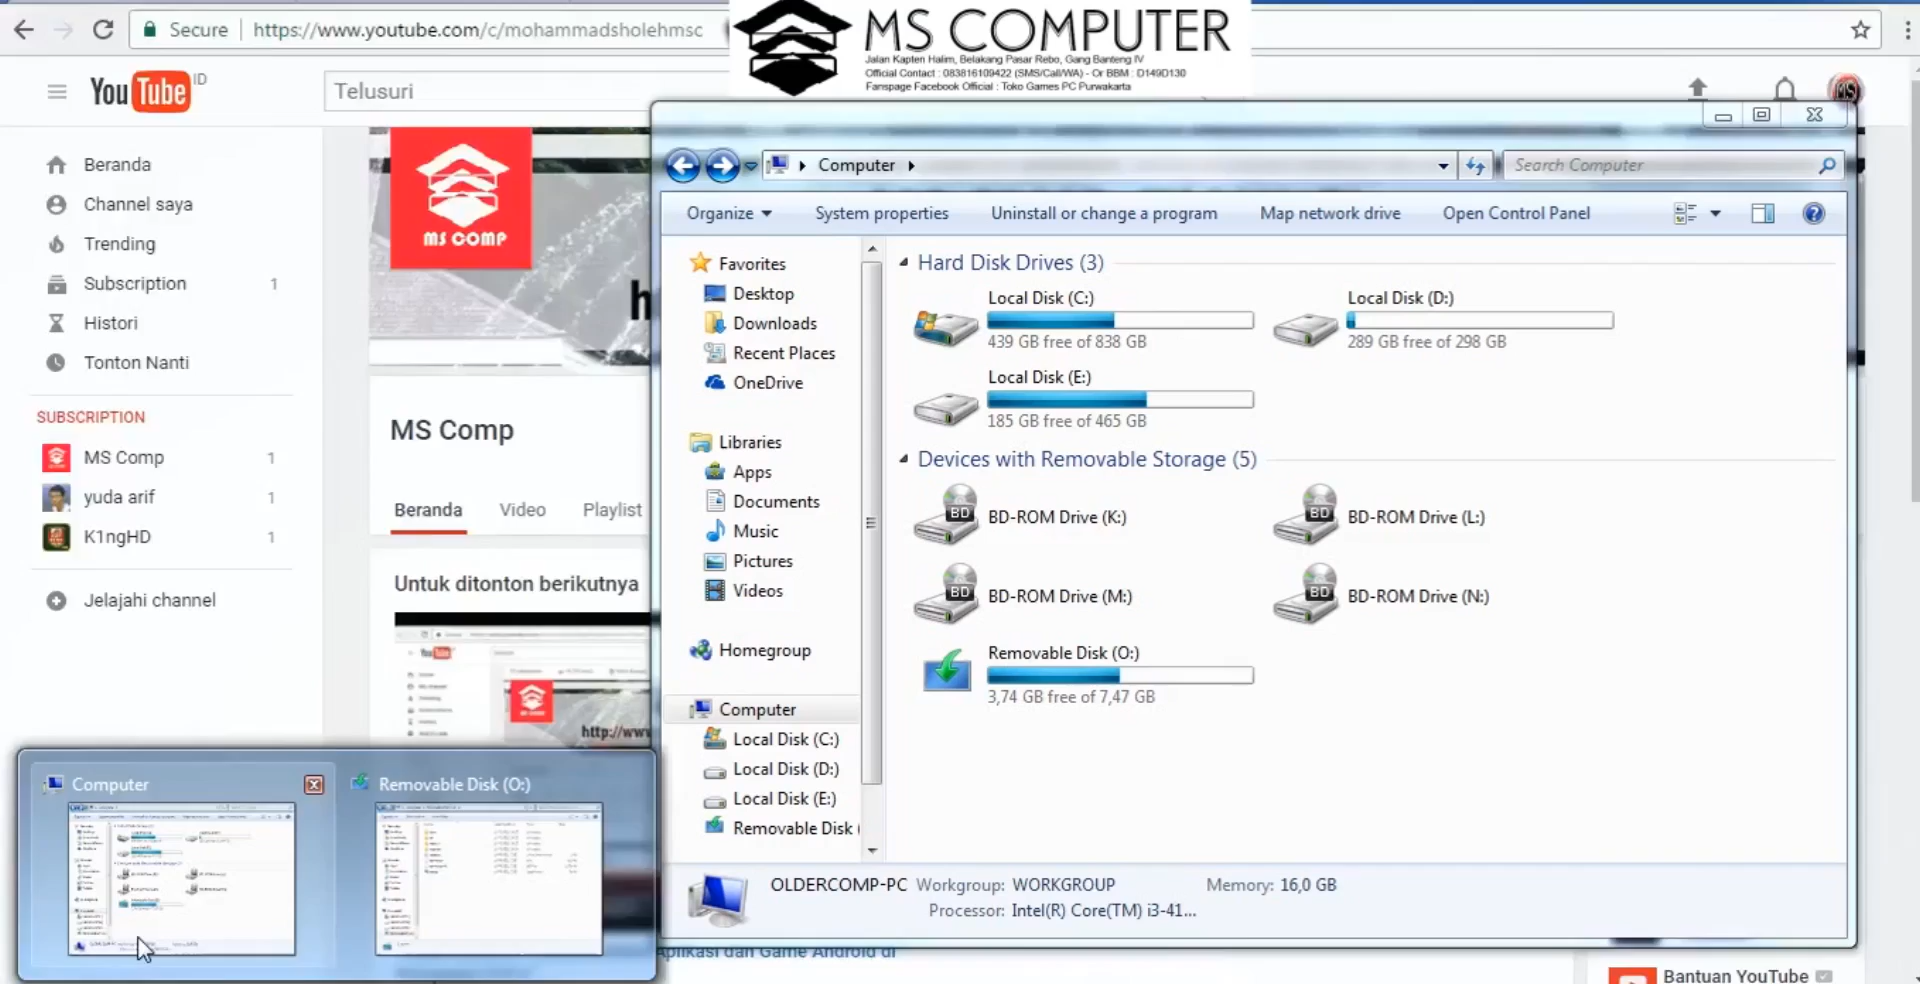 Secure
https://www.youtube.com/c/mohammadsholehmsc
MS COMPUTER
Jalan Kapten Halim, Belakang Pasar Rebo, Gang Banteng IV
Official Contact : 083816109422 (SMS/Call/WA) - Or BBM : D149D130
Fanspage Facebook Official : Toko Games PC Purwakarta
YouTube ID
Telusuri
MS
Beranda
Channel saya
Trending
Subscription 1
Histori
Tonton Nanti
SUBSCRIPTION
MS Comp 1
yuda arif 1
K1ngHD 1
Jelajahi channel
MS COMP
h
MS Comp
Beranda Video Playlist
Untuk ditonton berikutnya
http://www
Computer
Search Computer
Organize System properties Uninstall or change a program Map network drive Open Control Panel
Favorites
Desktop
Downloads
Recent Places
OneDrive
Libraries
Apps
Documents
Music
Pictures
Videos
Homegroup
Computer
Local Disk (C:)
Local Disk (D:)
Local Disk (E:)
Removable Disk (
Hard Disk Drives (3)
Local Disk (C:)
439 GB free of 838 GB
Local Disk (D:)
289 GB free of 298 GB
Local Disk (E:)
185 GB free of 465 GB
Devices with Removable Storage (5)
BD-ROM Drive (K:)
BD-ROM Drive (L:)
BD-ROM Drive (M:)
BD-ROM Drive (N:)
Removable Disk (O:)
3,74 GB free of 7,47 GB
OLDERCOMP-PC Workgroup: WORKGROUP Memory: 16,0 GB
Processor: Intel(R) Core(TM) i3-41...
Computer
Removable Disk (O:)
Aplikasi dan Game Android di
Bantuan YouTube